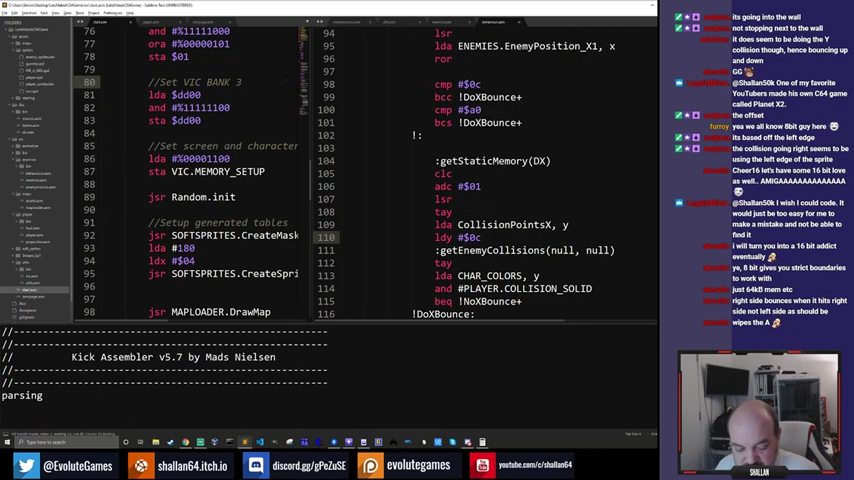 FOLDERS
start.asm
76 and #%11111000
77 ora #%00000101
78 sta $01
79
80 //Set VIC BANK 3
81 lda $dd00
82 and #%11111100
83 sta $dd00
84
85 //Set screen and character
86 lda #%00001100
87 sta VIC.MEMORY_SETUP
88
89 jsr Random.init
90
91 //Setup generated tables
92 jsr SOFTSPRITES.CreateMask
93 lda #180
94 ldx #$04
95 jsr SOFTSPRITES.CreateSpri
96
97
98 jsr MAPLOADER.DrawMap
94 lsr
95 lda ENEMIES.EnemyPosition_X1, x
96 ror
97
98 cmp #$0c
99 bcc !DoXBounce+
100 cmp #$a0
101 bcs !DoXBounce+
102 !:
103
104 :getStaticMemory(DX)
105 clc
106 adc #$01
107 lsr
108 tay
109 lda CollisionPointsX, y
110 ldy #$0c
111 :getEnemyCollisions(null, null)
112 tay
113 lda CHAR_COLORS, y
114 and #PLAYER.COLLISION_SOLID
115 beq !NoXBounce+
116 !DoXBounce:
//------------------------------------------------------
//------------------------------------------------------
// Kick Assembler v5.7 by Mads Nielsen
//------------------------------------------------------
//------------------------------------------------------
parsing
its going into the wall
not stopping next to the wall
it does seem to be doing the Y
collision though, hence bouncing up
and down
GG
@Shallan50k One of my favorite
YouTubers made his own C64 game
called Planet X2.
the offset
furroy yea we all know 8bit guy here
its based off the left edge
the collision going right seems to be
using the left edge of the sprite
Cheer16 let's have some 16 bit love
as well.. AMIGAAAAAAAAAAAAA
@Shallan50k I wish I could code. It
would just be too easy for me to
make a mistake and not be able to
find it
I will turn you into a 16 bit addict
eventually
ye, 8 bit gives you strict boundaries
to work with
just 64kB mem etc
right side bounces when it hits right
side not left side as should be
wipes the A
Type here to search
SHALLAN
@EvoluteGames
shallan64.itch.io
discord.gg/gPeZuSE
evolutegames
youtube.com/c/shallan64